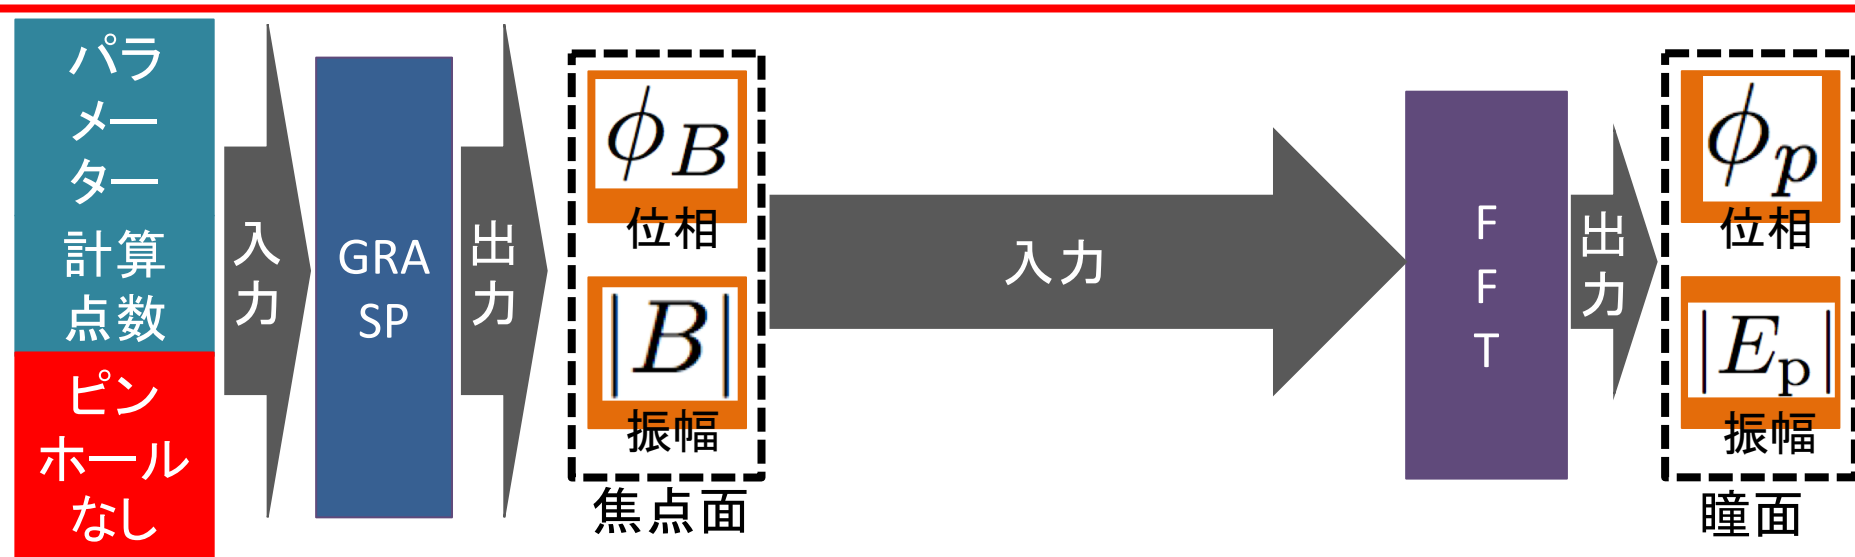 パラ
メー
ター
計算
点数
ピン
ホール
なし
入
力
GRA
SP
出
力
ϕ_B
位相
|B|
振幅
焦点面
入力
F
F
T
出
力
ϕ_p
位相
|E_p|
振幅
瞳面